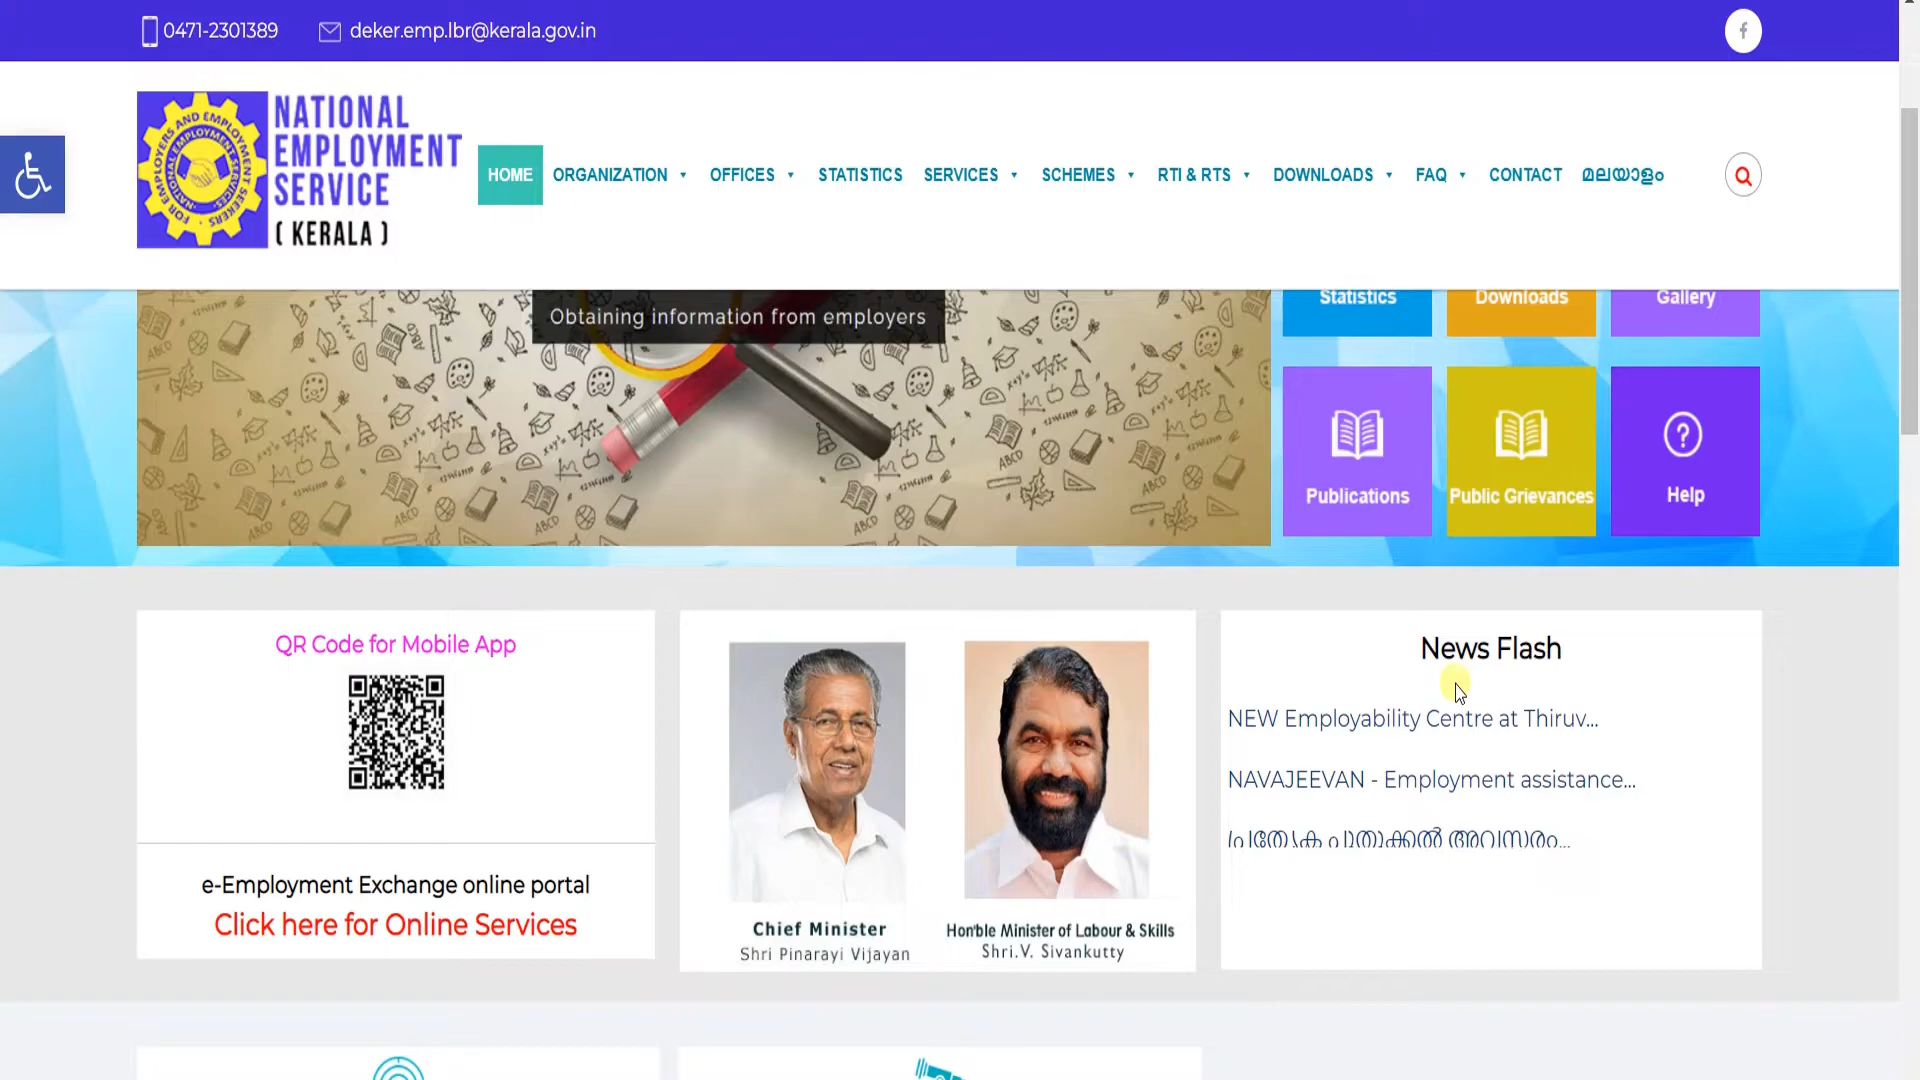 0471-2301389
deker.emp.lbr@kerala.gov.in
NATIONAL
EMPLOYMENT
SERVICE
( KERALA )
HOME
ORGANIZATION
OFFICES
STATISTICS
SERVICES
SCHEMES
RTI & RTS
DOWNLOADS
FAQ
CONTACT
മലയാളം
Obtaining information from employers
Statistics
Downloads
Gallery
Publications
Public Grievances
Help
QR Code for Mobile App
e-Employment Exchange online portal
Click here for Online Services
Chief Minister
Shri Pinarayi Vijayan
Hon'ble Minister of Labour & Skills
Shri.V. Sivankutty
News Flash
NEW Employability Centre at Thiruv...
NAVAJEEVAN - Employment assistance...
പ്രത്യേക പുതുക്കൽ അവസരം...